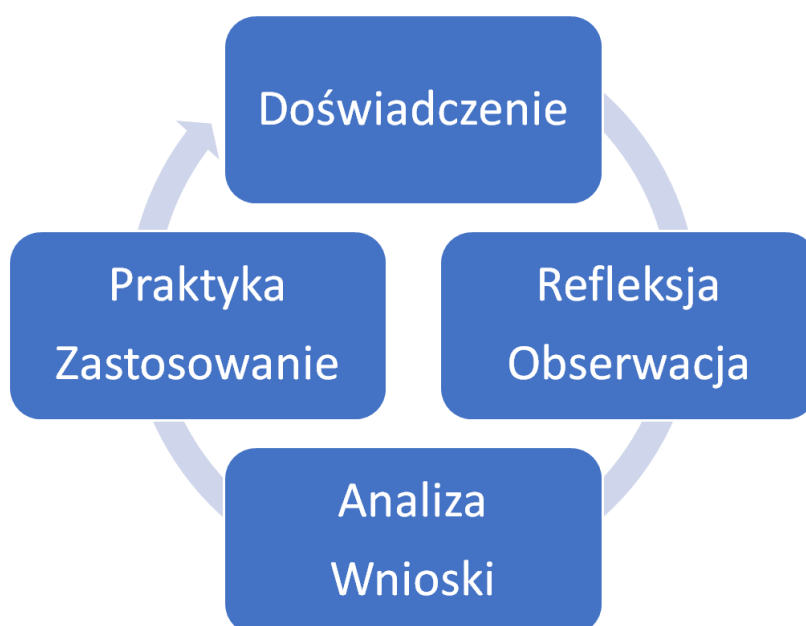 Doświadczenie
Refleksja
Obserwacja
Analiza
Wnioski
Praktyka
Zastosowanie